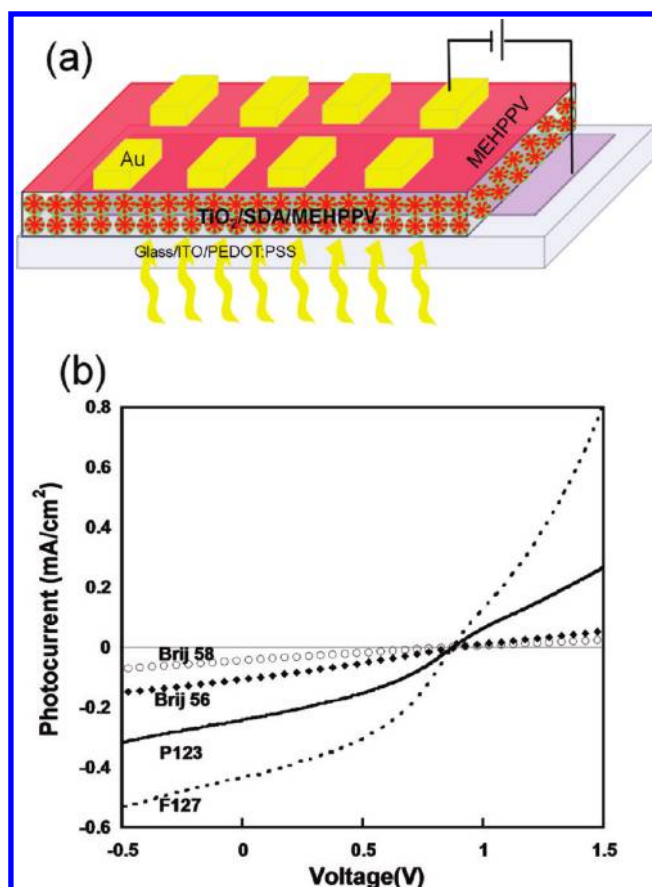 (a)
Au
MEHPPV
TiO2/SDA/MEHPPV
Glass/ITO/PEDOT:PSS
(b)
0.8
0.6
0.4
0.2
0
-0.2
-0.4
-0.6
Photocurrent (mA/cm²)
Brij 58
Brij 56
P123
F127
-0.5 0 0.5 1 1.5
Voltage(V)